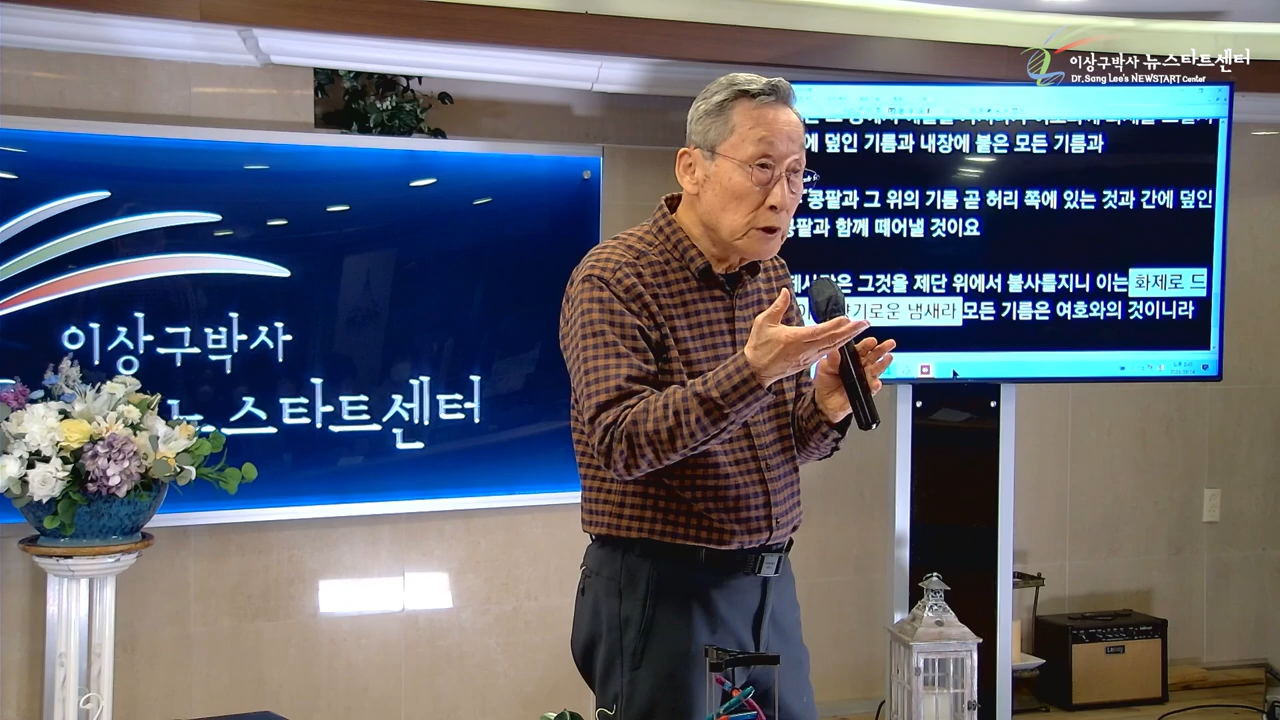 이상구박사 뉴스타트센터
Dr. Sang Lee's NEWSTART Center
에 덮인 기름과 내장에 붙은 모든 기름과
콩팥과 그 위의 기름 곧 허리 쪽에 있는 것과 간에 덮인
콩팥과 함께 떼어낼 것이요
은 그것을 제단 위에서 불사를지니 이는 화제로 드
기로운 냄새라 모든 기름은 여호와의 것이니라
이상구박사
뉴스타트센터
Laney